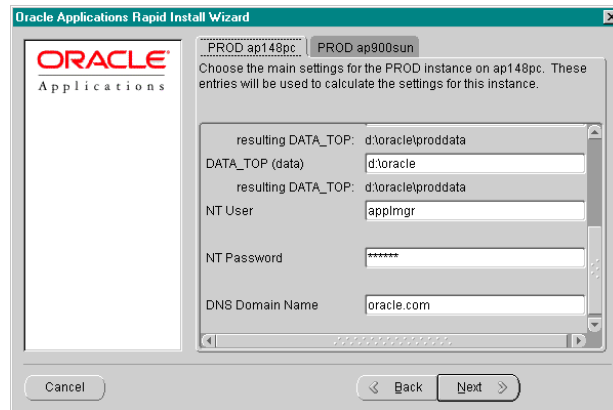 Oracle Applications Rapid Install Wizard
ORACLE®
Applications
PROD ap148pc
PROD ap900sun
Choose the main settings for the PROD instance on ap148pc. These
entries will be used to calculate the settings for this instance.
resulting DATA_TOP: d:\oracle\proddata
DATA_TOP (data) d:\oracle
resulting DATA_TOP: d:\oracle\proddata
NT User applmgr
NT Password ******
DNS Domain Name oracle.com
Cancel
Back
Next